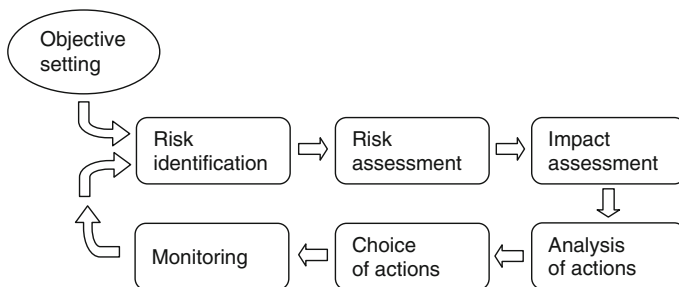 Objective
setting
Risk
identification
Risk
assessment
Impact
assessment
Analysis
of actions
Choice
of actions
Monitoring